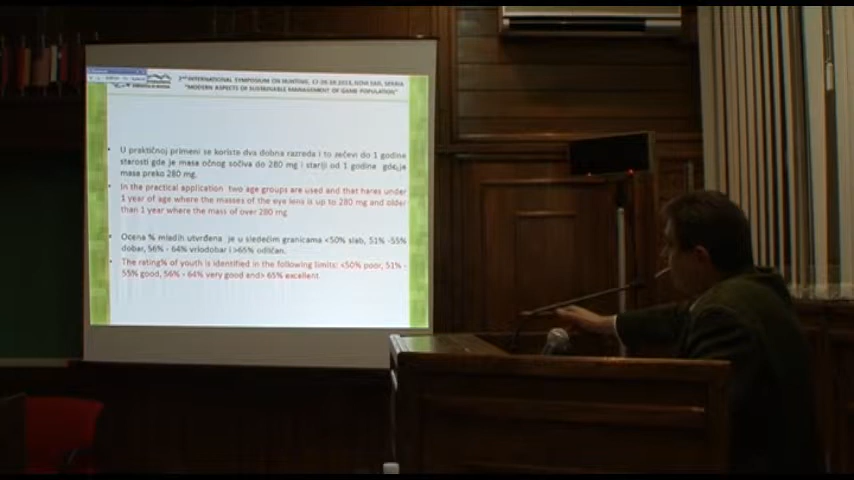 2nd INTERNATIONAL SYMPOSIUM ON HUNTING, 17-20.10.2013, NOVI SAD, SERBIA
"MODERN ASPECTS OF SUSTAINABLE MANAGEMENT OF GAME POPULATION"
U praktičnoj primeni se koriste dva dobna razreda i to zečevi do 1 godine
starosti gde je masa očnog sočiva do 280 mg i stariji od 1 godine gde je
masa preko 280 mg.
In the practical application two age groups are used and that hares under
1 year of age where the masses of the eye lens is up to 280 mg and older
than 1 year where the mass of over 280 mg
Ocena % mladih utvrđena je u sledećim granicama <50% slab, 51% -55%
dobar, 56% - 64% vrlodobar i >65% odličan.
The rating% of youth is identified in the following limits: <50% poor, 51% -
55% good, 56% - 64% very good end> 65% excellent